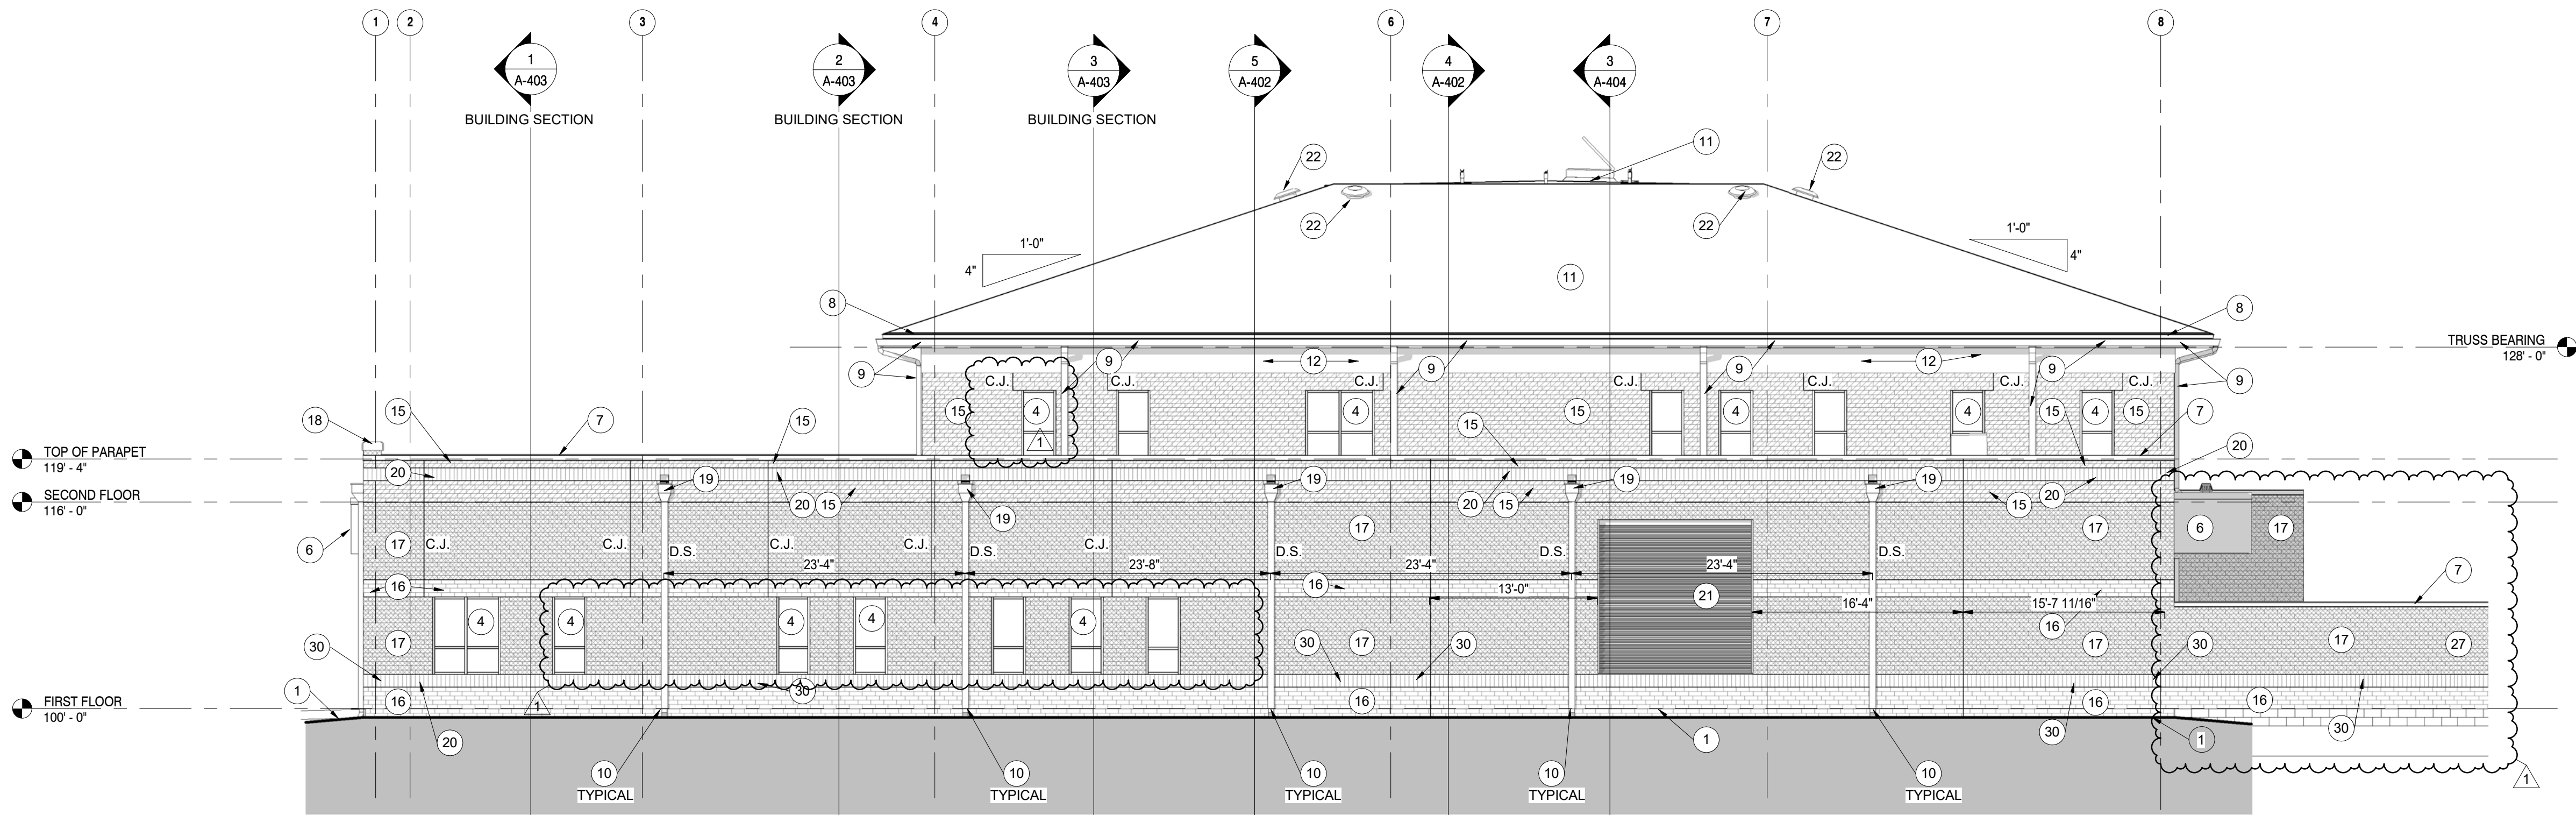 1 2 3 4 6 7 8
1 2 3 5 4 3
A-403 A-403 A-403 A-402 A-402 A-404
BUILDING SECTION BUILDING SECTION BUILDING SECTION
11
22 22
22 22
1'-0" 1'-0"
4" 4"
11
8 8
TRUSS BEARING
128' - 0"
9 9 12 9 9 12 9 9
C.J. C.J. C.J. C.J. C.J. C.J. C.J.
15 4 4 15 4 4 4 15
18 15 7 15 15 15 7
1
TOP OF PARAPET
119' - 4"
20 20
19 19 19 19
SECOND FLOOR
116' - 0"
20 15 20 15 20 15
19
6 17 17 17 6 17
C.J. C.J. C.J. C.J. C.J.
D.S. D.S. D.S. D.S. D.S.
23'-4" 23'-8" 23'-4" 23'-4"
7
16 16 13'-0" 21 16'-4" 15'-7 11/16"
4 4 4 4 4 16
30 17 30 17 30 17 30 17 27
1 30
FIRST FLOOR
100' - 0"
16 1 16 16 16
20 1 30 1 30
10 10 10 10 10
TYPICAL TYPICAL TYPICAL TYPICAL TYPICAL
1